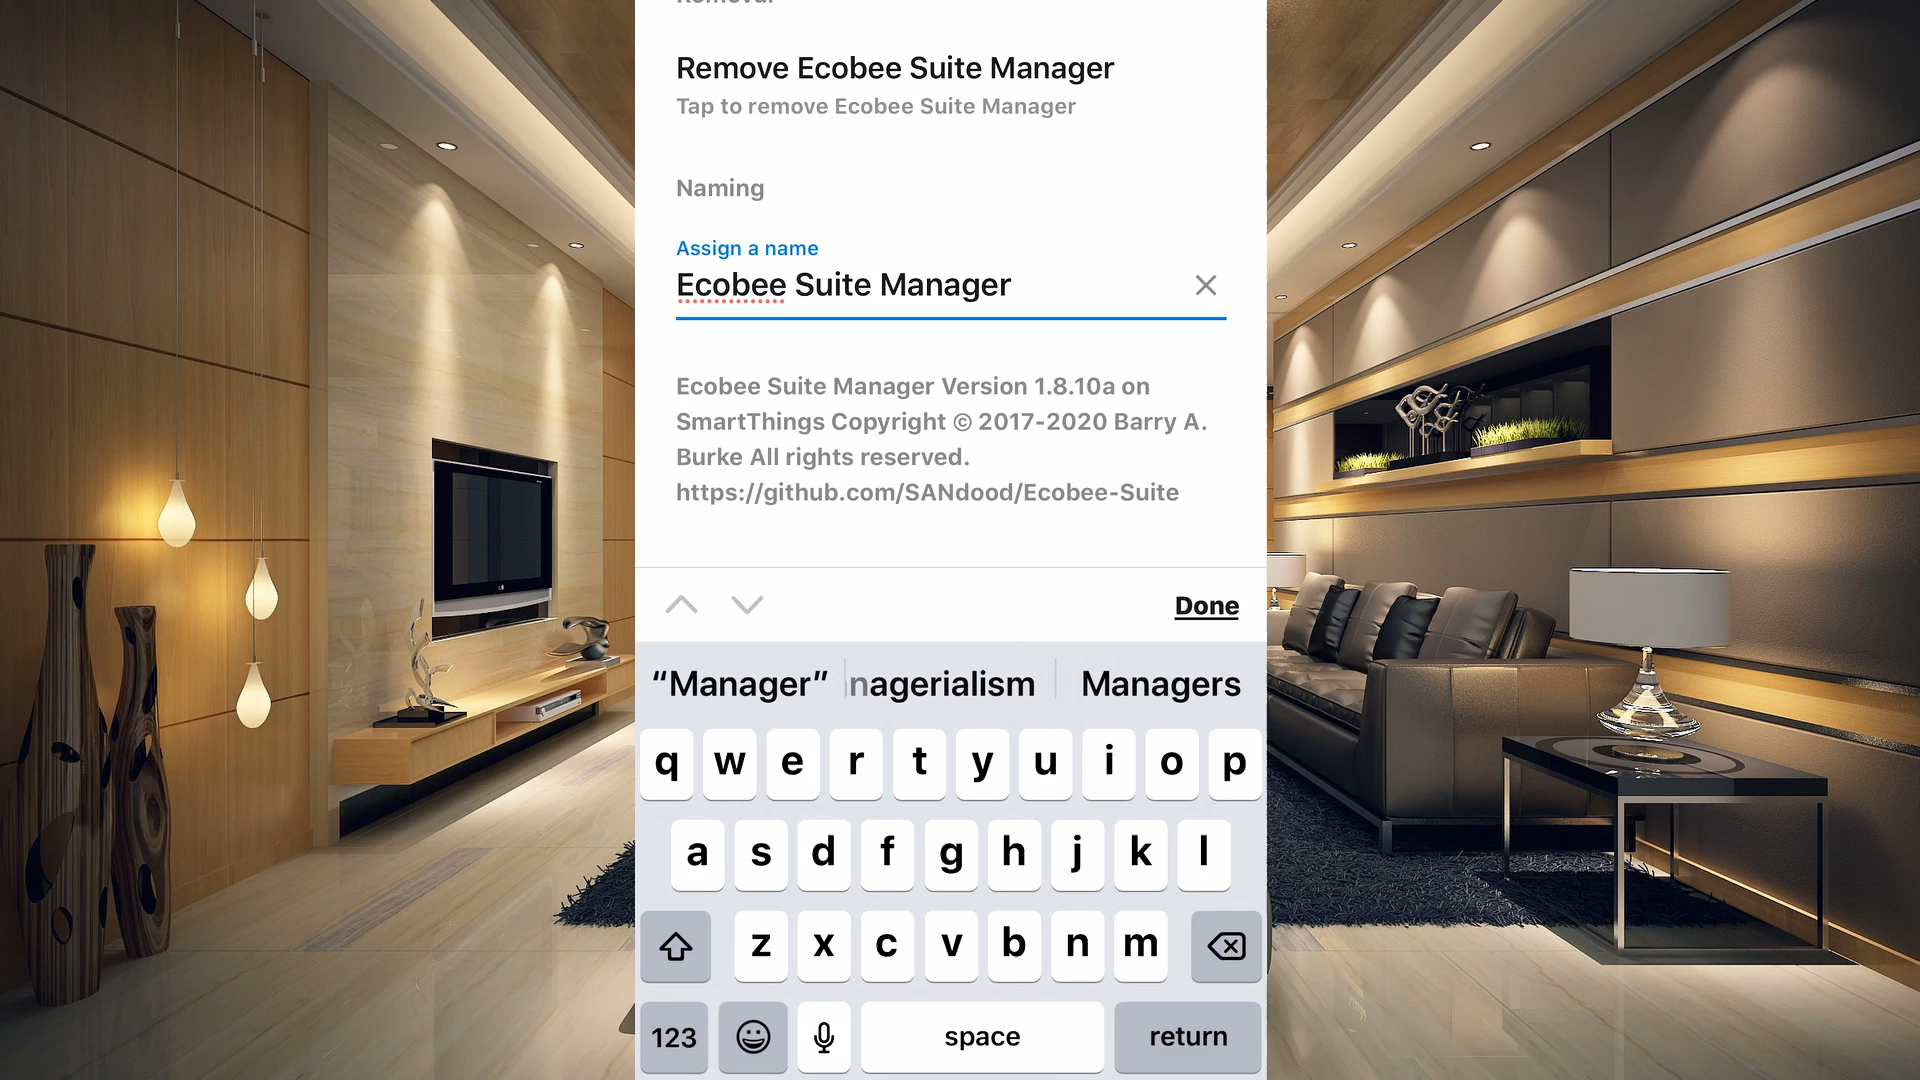 Remove Ecobee Suite Manager
Tap to remove Ecobee Suite Manager
Naming
Assign a name
Ecobee Suite Manager
Ecobee Suite Manager Version 1.8.10a on
SmartThings Copyright © 2017-2020 Barry A.
Burke All rights reserved.
https://github.com/SANdood/Ecobee-Suite
Done
“Manager” nagerialism Managers
q w e r t y u i o p
a s d f g h j k l
z x c v b n m
123 space return